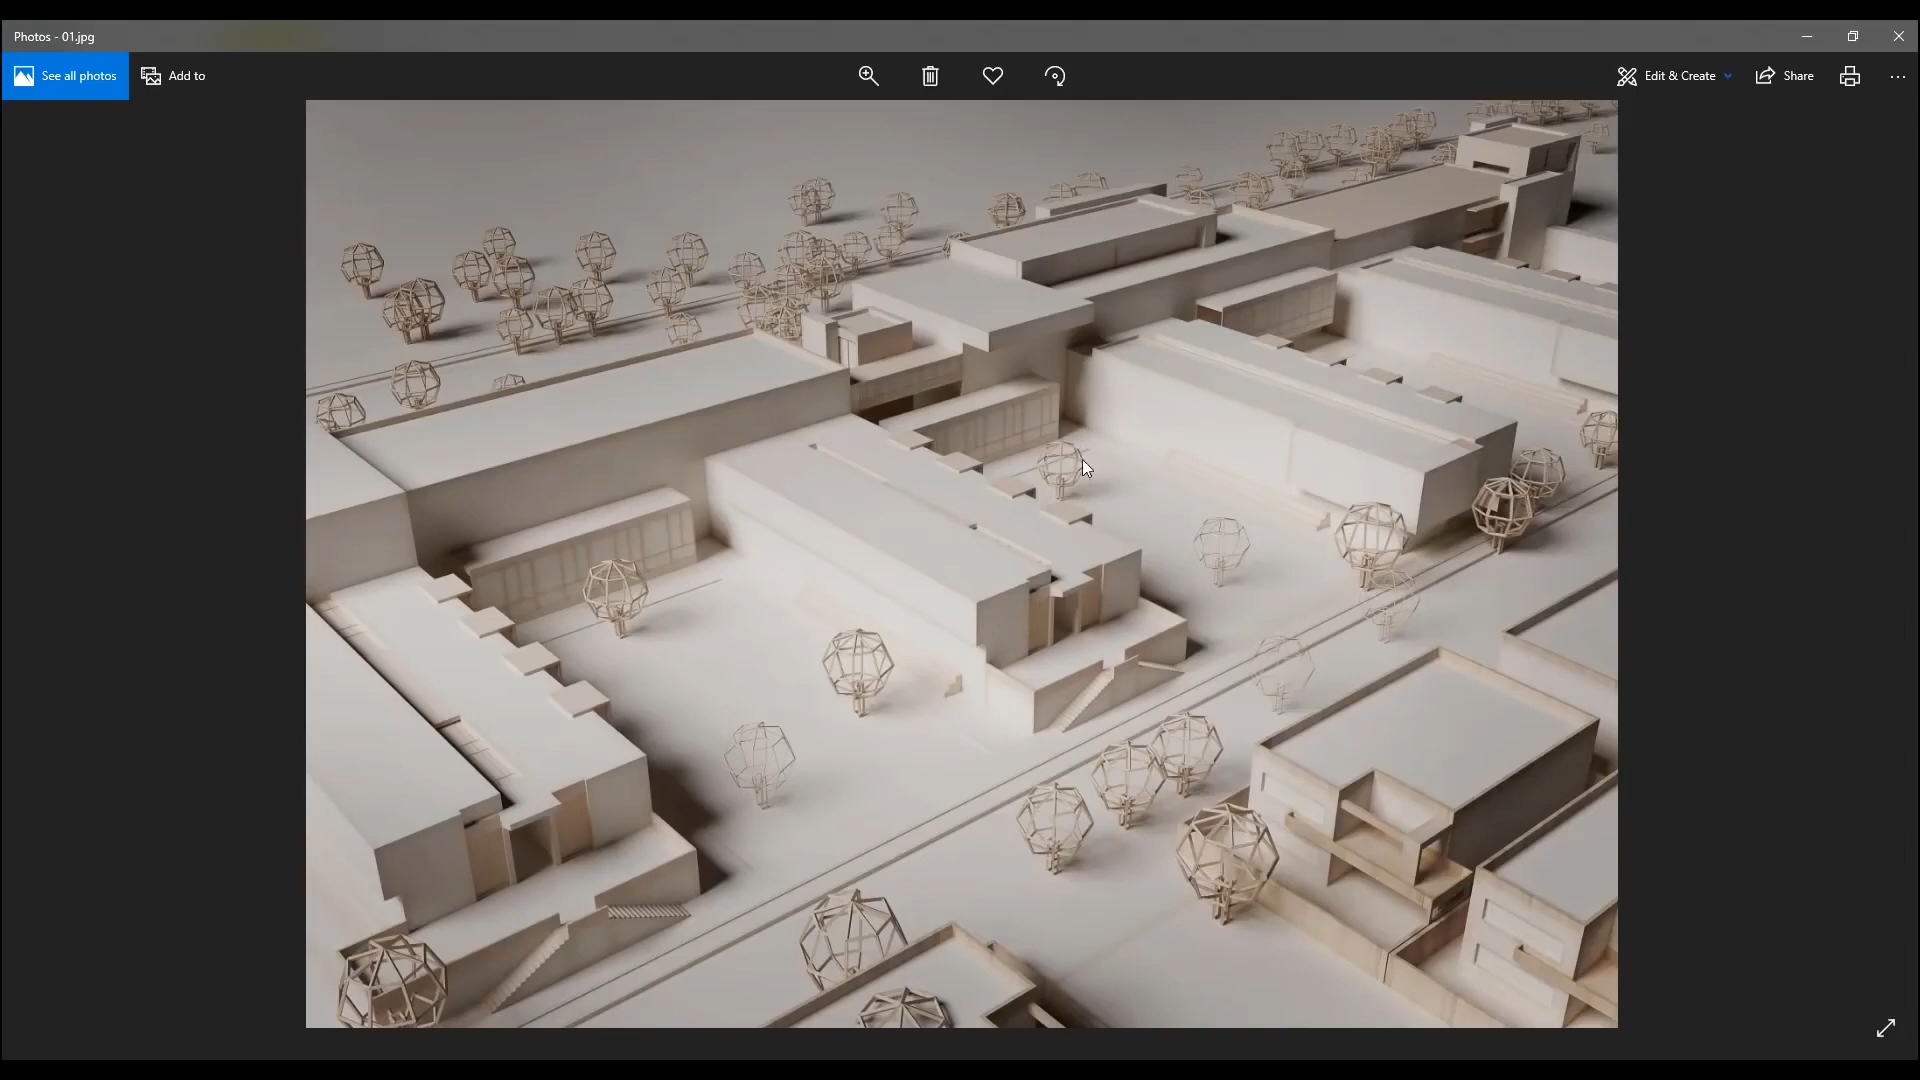 Photos - 01.jpg
See all photos
Add to
Edit & Create
Share